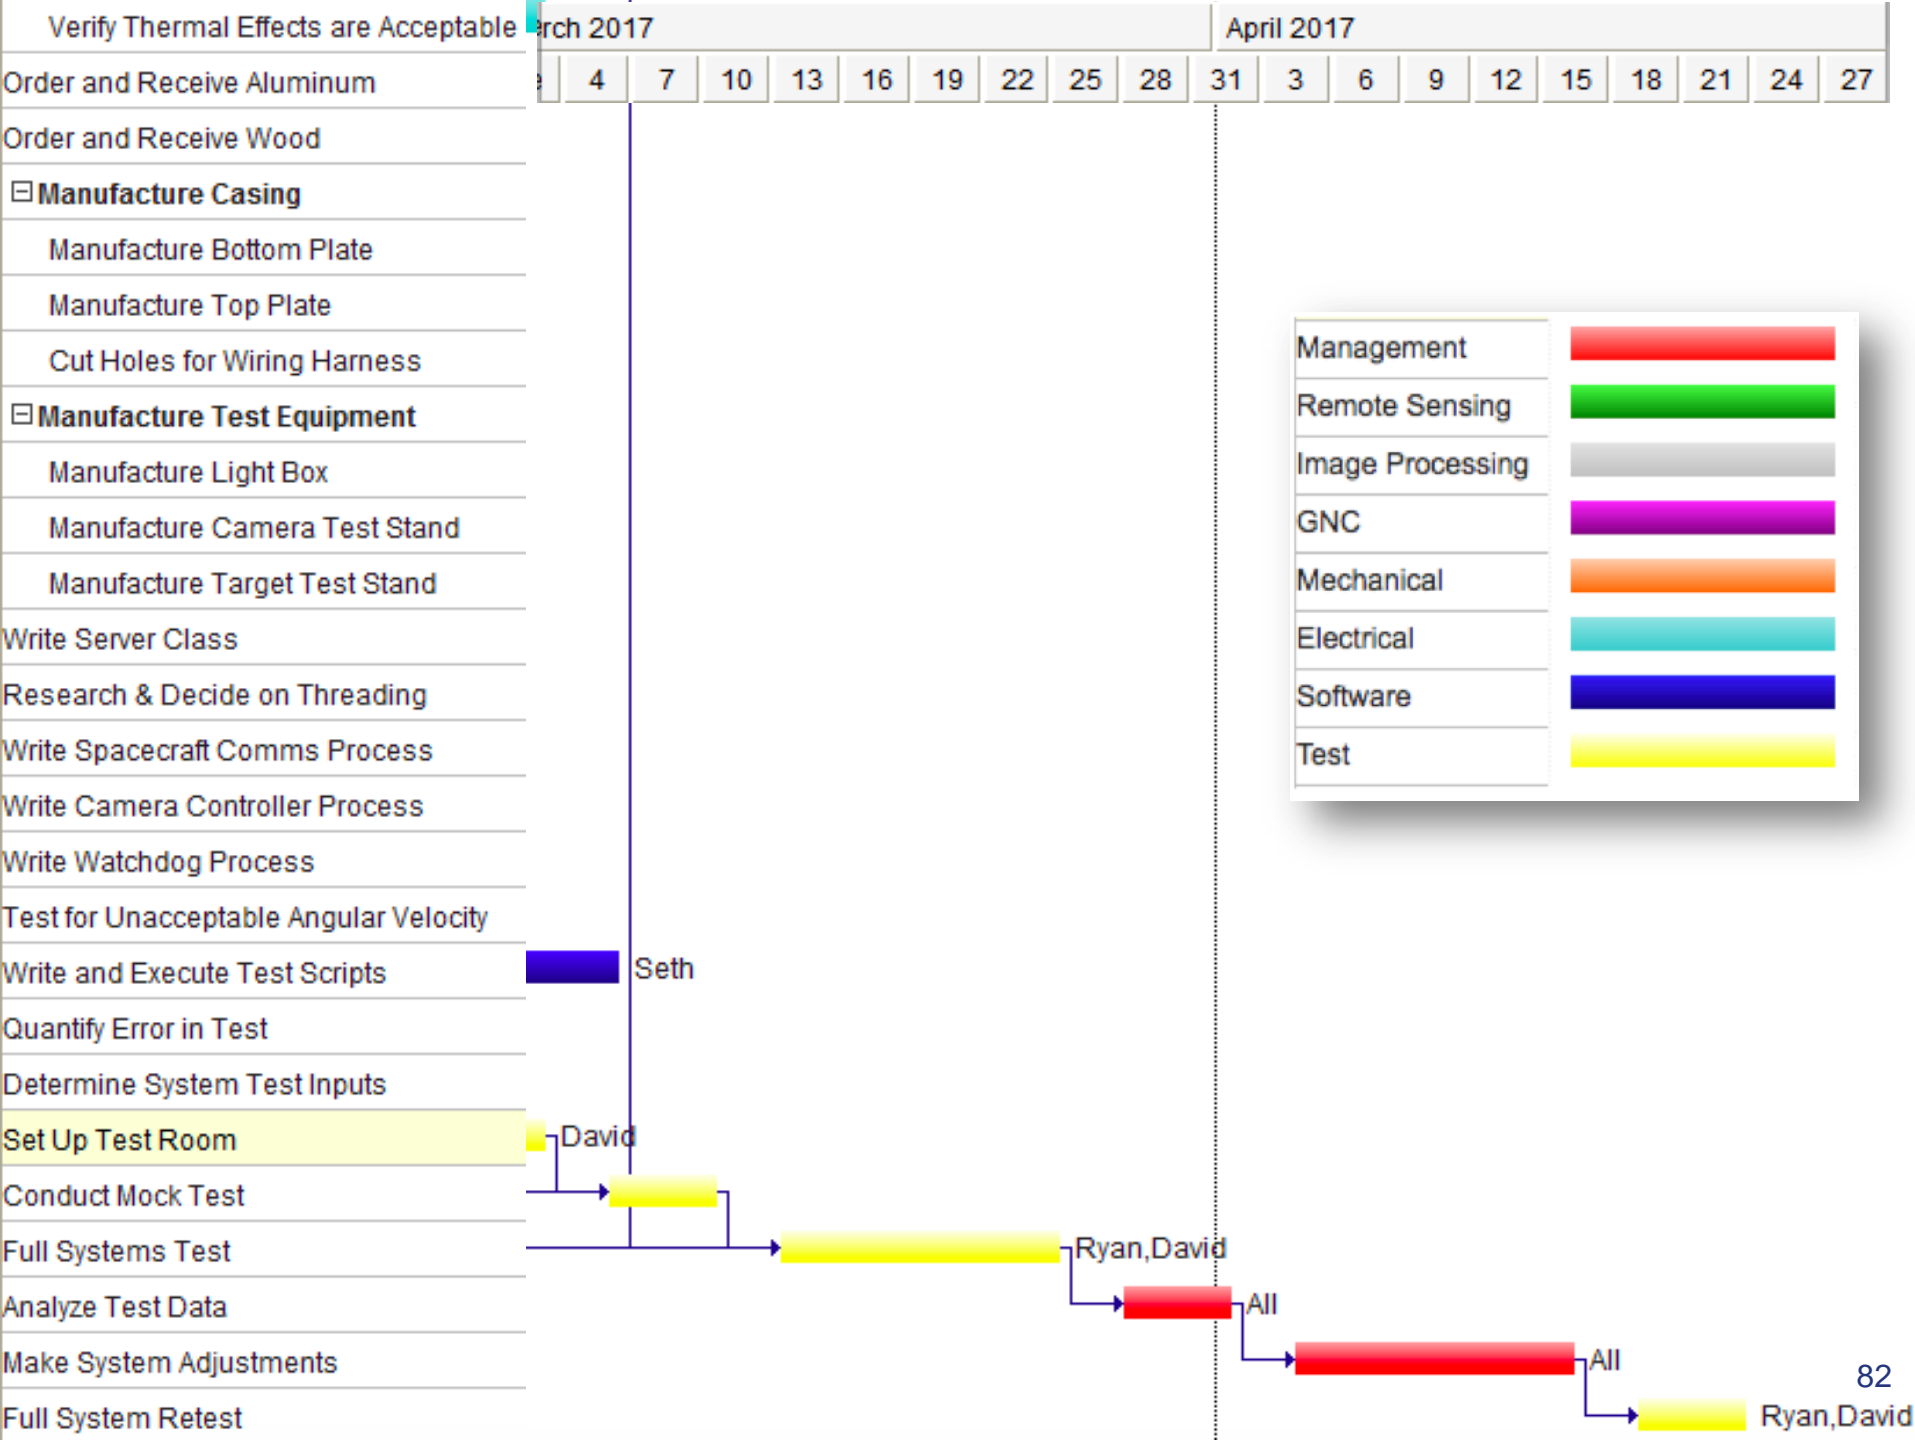 Verify Thermal Effects are Acceptable
rch 2017 April 2017
4 7 10 13 16 19 22 25 28 31 3 6 9 12 15 18 21 24 27
Order and Receive Aluminum
Order and Receive Wood
Manufacture Casing
Manufacture Bottom Plate
Manufacture Top Plate
Cut Holes for Wiring Harness
Manufacture Test Equipment
Manufacture Light Box
Manufacture Camera Test Stand
Manufacture Target Test Stand
Write Server Class
Research & Decide on Threading
Write Spacecraft Comms Process
Write Camera Controller Process
Write Watchdog Process
Test for Unacceptable Angular Velocity
Write and Execute Test Scripts Seth
Quantify Error in Test
Determine System Test Inputs
Set Up Test Room David
Conduct Mock Test
Full Systems Test Ryan,David
Analyze Test Data All
Make System Adjustments All
Full System Retest Ryan,David
Management
Remote Sensing
Image Processing
GNC
Mechanical
Electrical
Software
Test
82